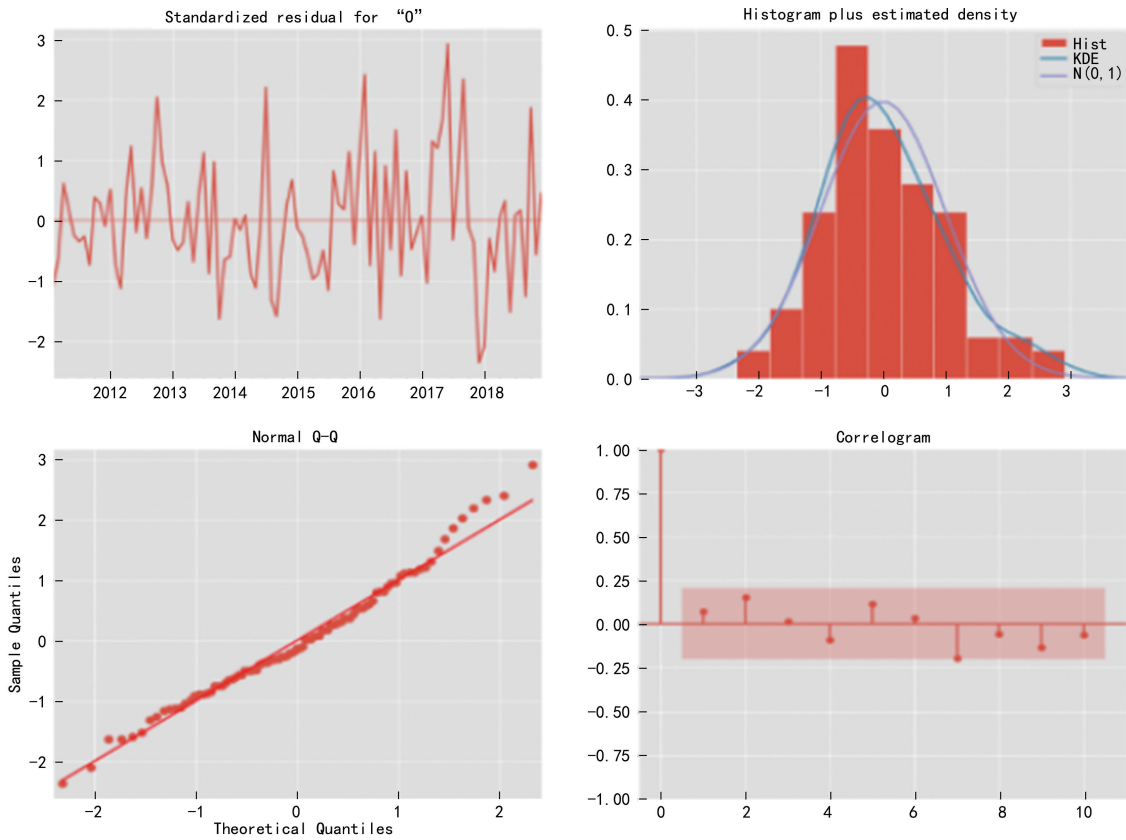 Standardized residual for “O”
3
2
1
0
−1
−2
2012 2013 2014 2015 2016 2017 2018
Histogram plus estimated density
Hist
KDE
N(0,1)
0.5
0.4
0.3
0.2
0.1
0.0
−3 −2 −1 0 1 2 3
Normal Q-Q
Sample Quantiles
3
2
1
0
−1
−2
−2 −1 0 1 2
Theoretical Quantiles
Correlogram
1.00
0.75
0.50
0.25
0.00
−0.25
−0.50
−0.75
−1.00
0 2 4 6 8 10